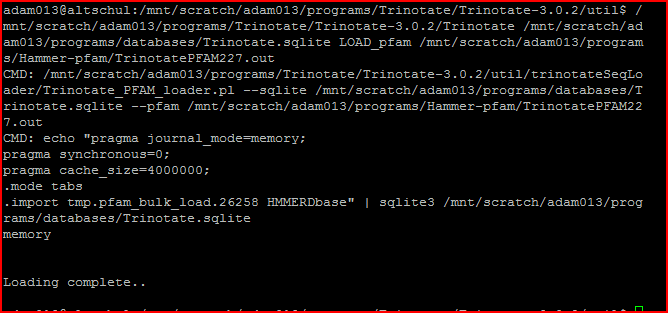 adam013@altschul:/mnt/scratch/adam013/programs/Trinotate/Trinotate-3.0.2/util$ /
mnt/scratch/adam013/programs/Trinotate/Trinotate-3.0.2/Trinotate /mnt/scratch/ad
am013/programs/databases/Trinotate.sqlite LOAD_pfam /mnt/scratch/adam013/program
s/Hammer-pfam/TrinotatePFAM227.out
CMD: /mnt/scratch/adam013/programs/Trinotate/Trinotate-3.0.2/util/trinotateSeqLo
ader/Trinotate_PFAM_loader.pl --sqlite /mnt/scratch/adam013/programs/databases/T
rinotate.sqlite --pfam /mnt/scratch/adam013/programs/Hammer-pfam/TrinotatePFAM22
7.out
CMD: echo "pragma journal_mode=memory;
pragma synchronous=0;
pragma cache_size=4000000;
.mode tabs
.import tmp.pfam_bulk_load.26258 HMMERDbase" | sqlite3 /mnt/scratch/adam013/prog
rams/databases/Trinotate.sqlite
memory
Loading complete..